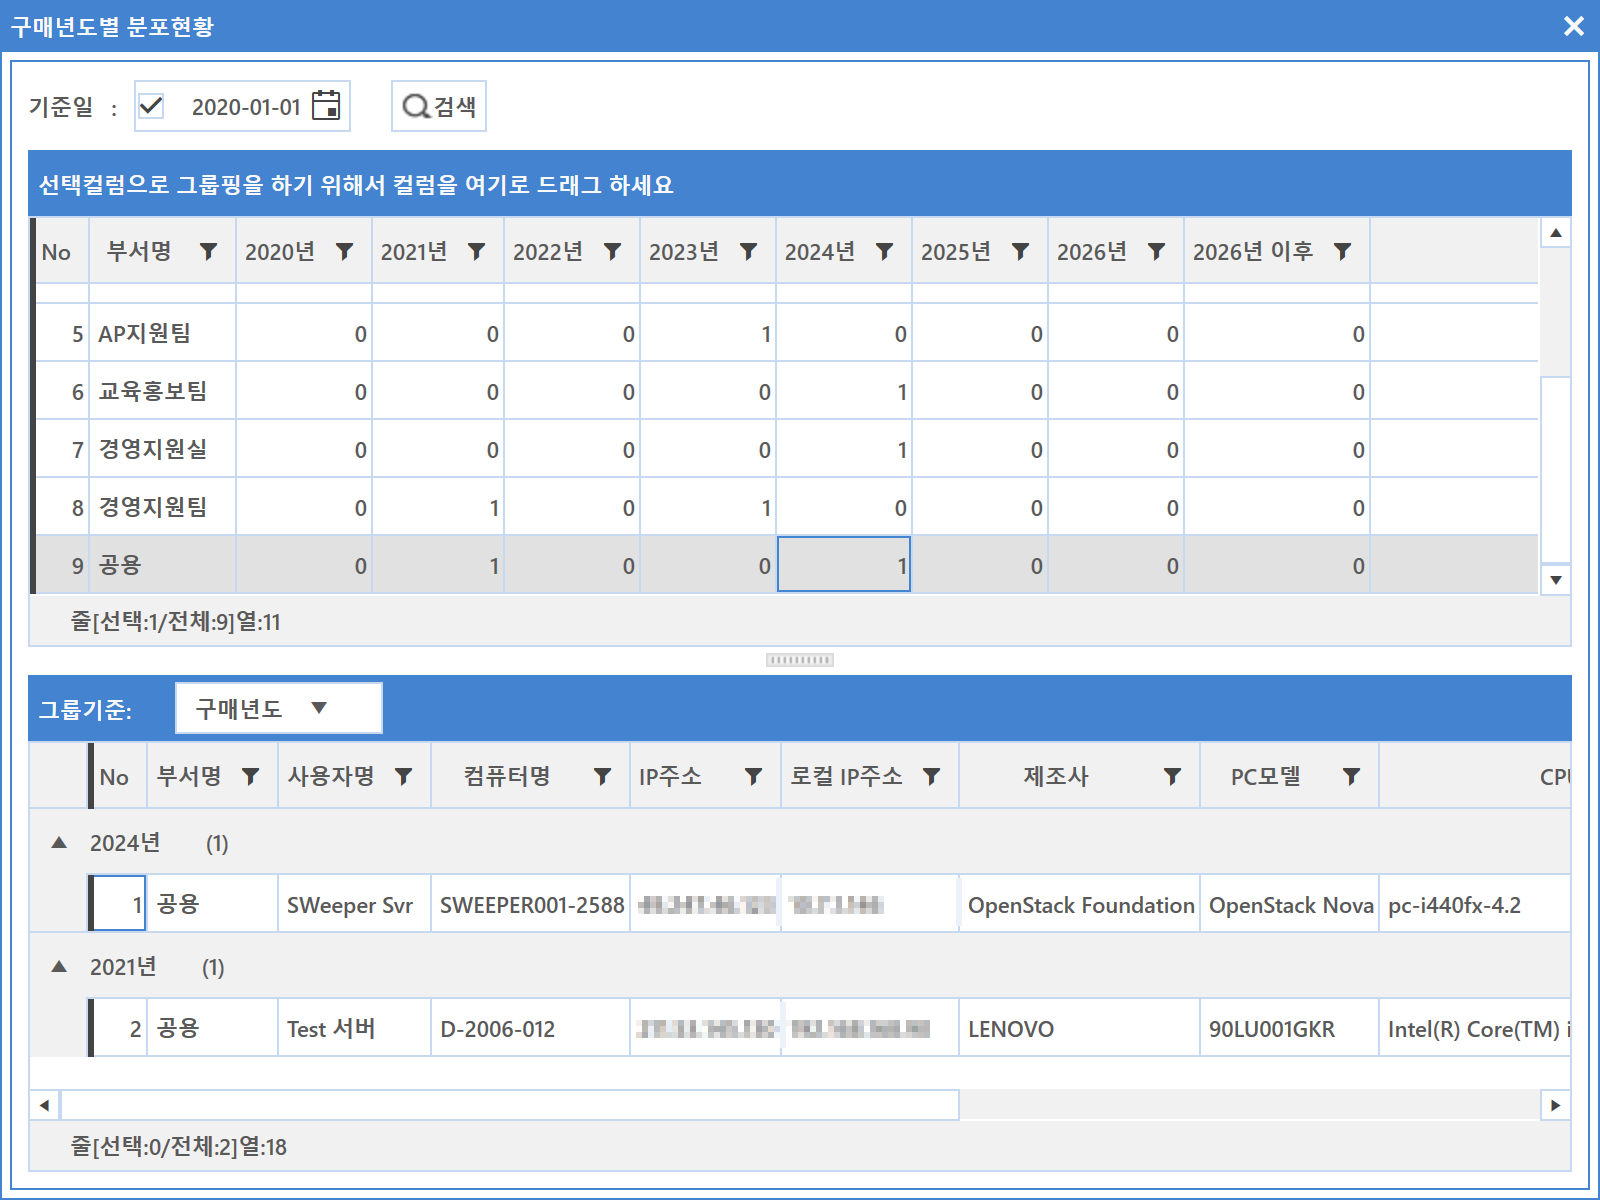 구매년도별 분포현황
기준일 : 2020-01-01 검색
선택컬럼으로 그룹핑을 하기 위해서 컬럼을 여기로 드래그 하세요
No 부서명 2020년 2021년 2022년 2023년 2024년 2025년 2026년 2026년 이후
5 AP지원팀 0 0 0 1 0 0 0 0
6 교육홍보팀 0 0 0 0 1 0 0 0
7 경영지원실 0 0 0 0 1 0 0 0
8 경영지원팀 0 1 0 1 0 0 0 0
9 공용 0 1 0 0 1 0 0 0
줄[선택:1/전체:9]열:11
그룹기준: 구매년도
No 부서명 사용자명 컴퓨터명 IP주소 로컬 IP주소 제조사 PC모델 CPU
2024년 (1)
1 공용 SWeeper Svr SWEEPER001-2588 OpenStack Foundation OpenStack Nova pc-i440fx-4.2
2021년 (1)
2 공용 Test 서버 D-2006-012 LENOVO 90LU001GKR Intel(R) Core(TM) i
줄[선택:0/전체:2]열:18